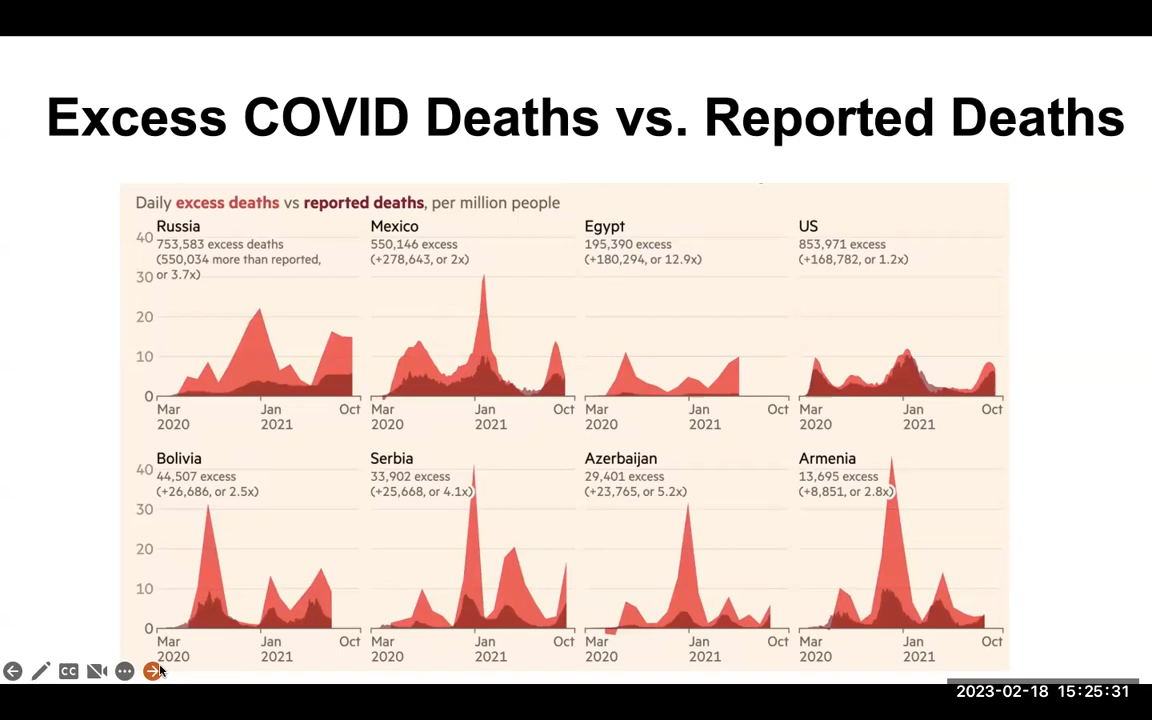 Excess COVID Deaths vs. Reported Deaths
Daily excess deaths vs reported deaths, per million people
Russia
753,583 excess deaths
(550,034 more than reported,
or 3.7x)
40
30
20
10
0
Mar
2020
Jan
2021
Oct
Mexico
550,146 excess
(+278,643, or 2x)
Mar
2020
Jan
2021
Oct
Egypt
195,390 excess
(+180,294, or 12.9x)
Mar
2020
Jan
2021
Oct
US
853,971 excess
(+168,782, or 1.2x)
Mar
2020
Jan
2021
Oct
Bolivia
44,507 excess
(+26,686, or 2.5x)
40
30
20
10
0
Mar
2020
Jan
2021
Oct
Serbia
33,902 excess
(+25,668, or 4.1x)
Mar
2020
Jan
2021
Oct
Azerbaijan
29,401 excess
(+23,765, or 5.2x)
Mar
2020
Jan
2021
Oct
Armenia
13,695 excess
(+8,851, or 2.8x)
Mar
2020
Jan
2021
Oct
CC
2023-02-18 15:25:31